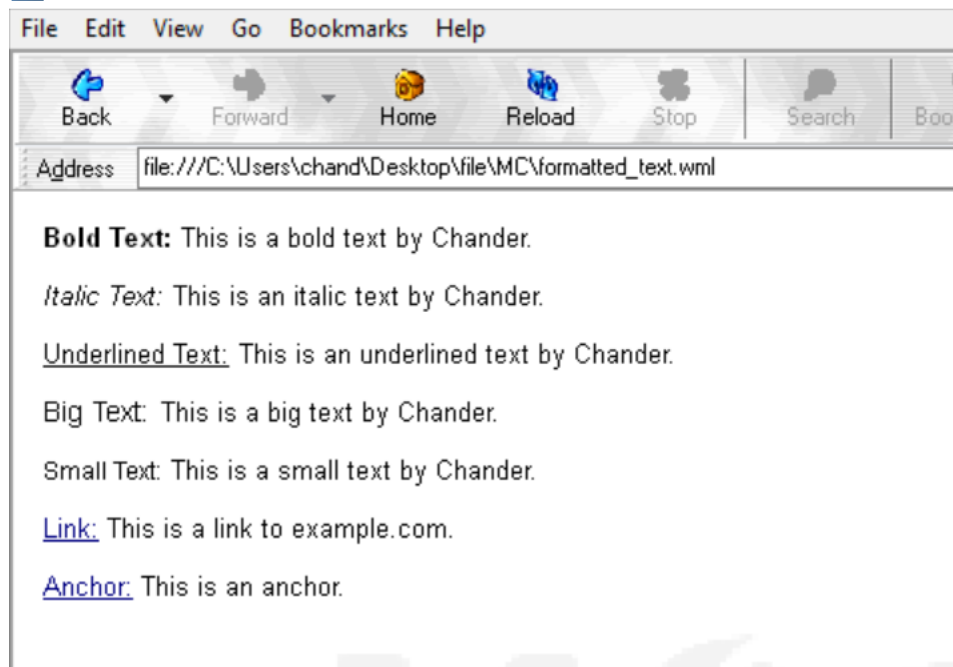 File Edit View Go Bookmarks Help
Back Forward Home Reload Stop Search
Address file:///C:\Users\chand\Desktop\file\MC\formatted_text.wml
Bold Text: This is a bold text by Chander.
Italic Text: This is an italic text by Chander.
Underlined Text: This is an underlined text by Chander.
Big Text: This is a big text by Chander.
Small Text: This is a small text by Chander.
Link: This is a link to example.com.
Anchor: This is an anchor.